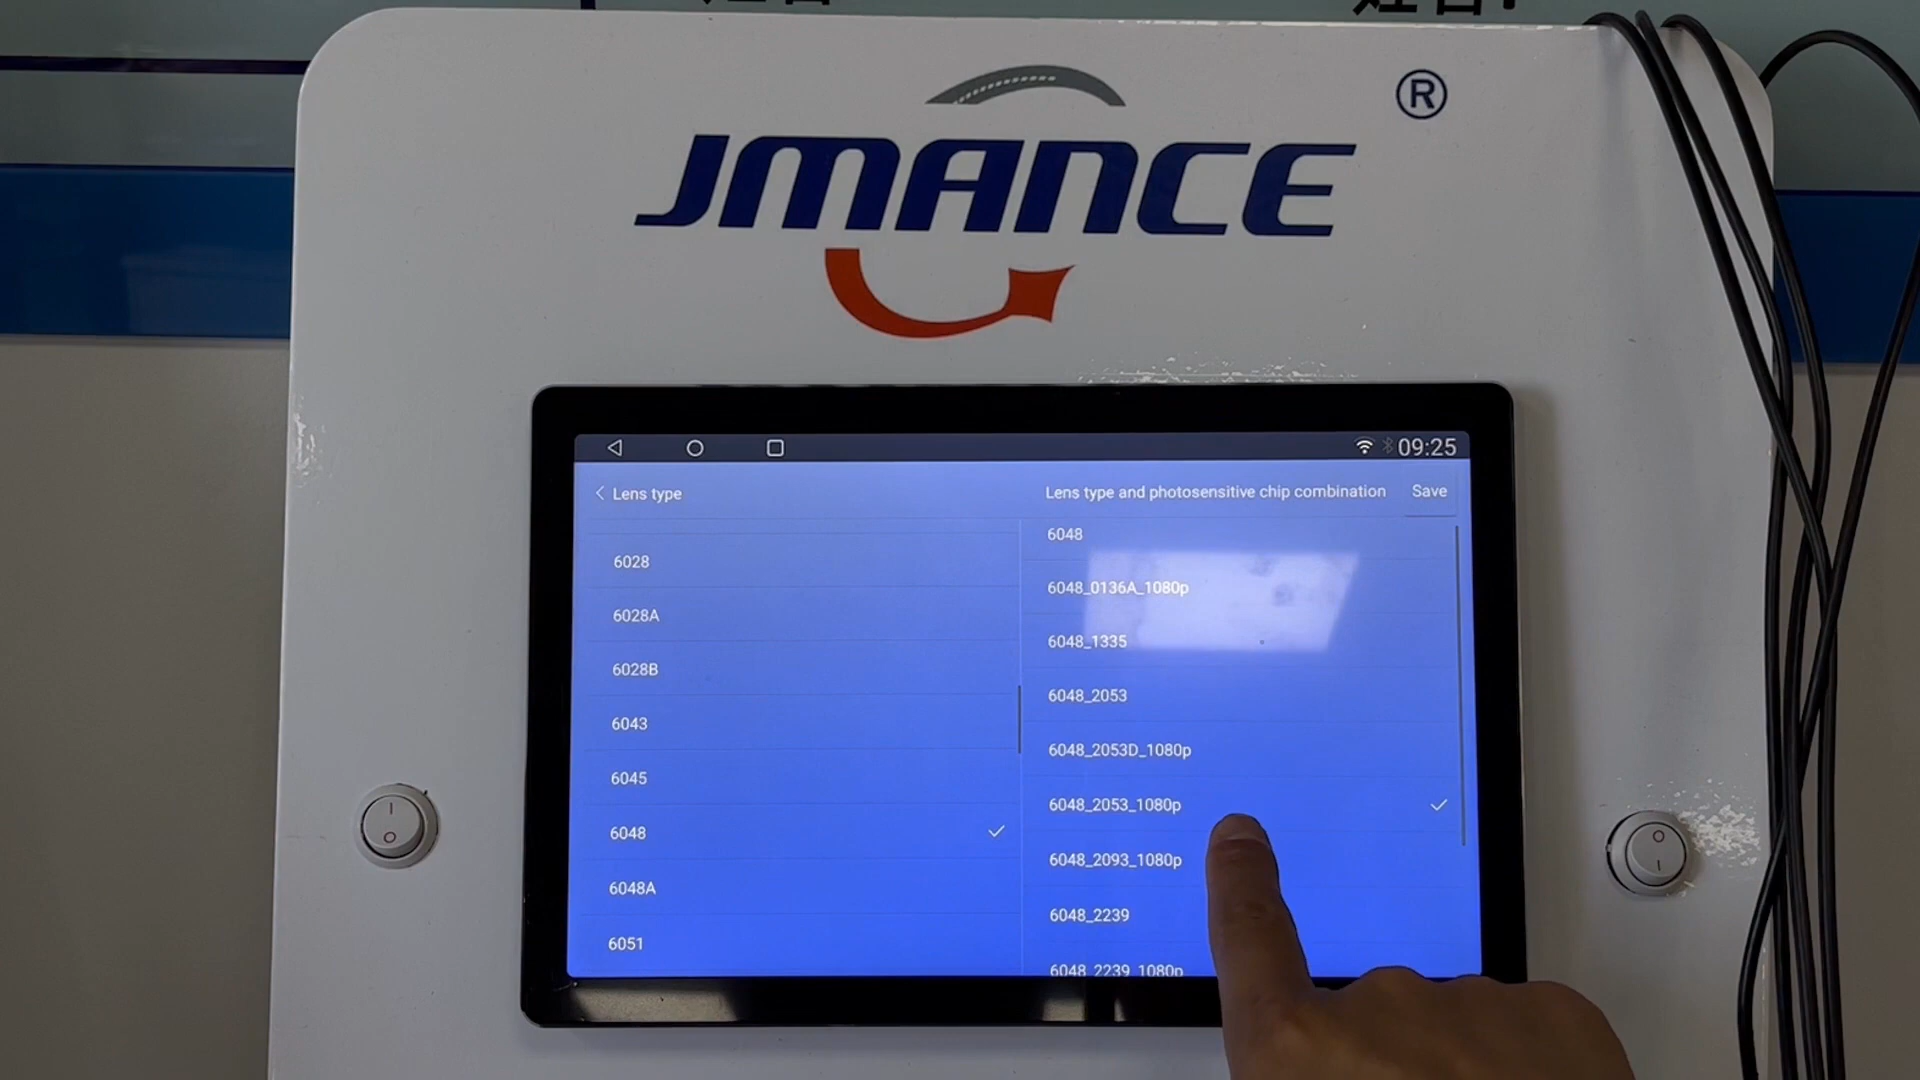 ®
JMANCE
09:25
Lens type
Lens type and photosensitive chip combination
Save
6028
6028A
6028B
6043
6045
6048
6048A
6051
6048
6048_0136A_1080p
6048_1335
6048_2053
6048_2053D_1080p
6048_2053_1080p
6048_2093_1080p
6048_2239
6048_2239_1080p